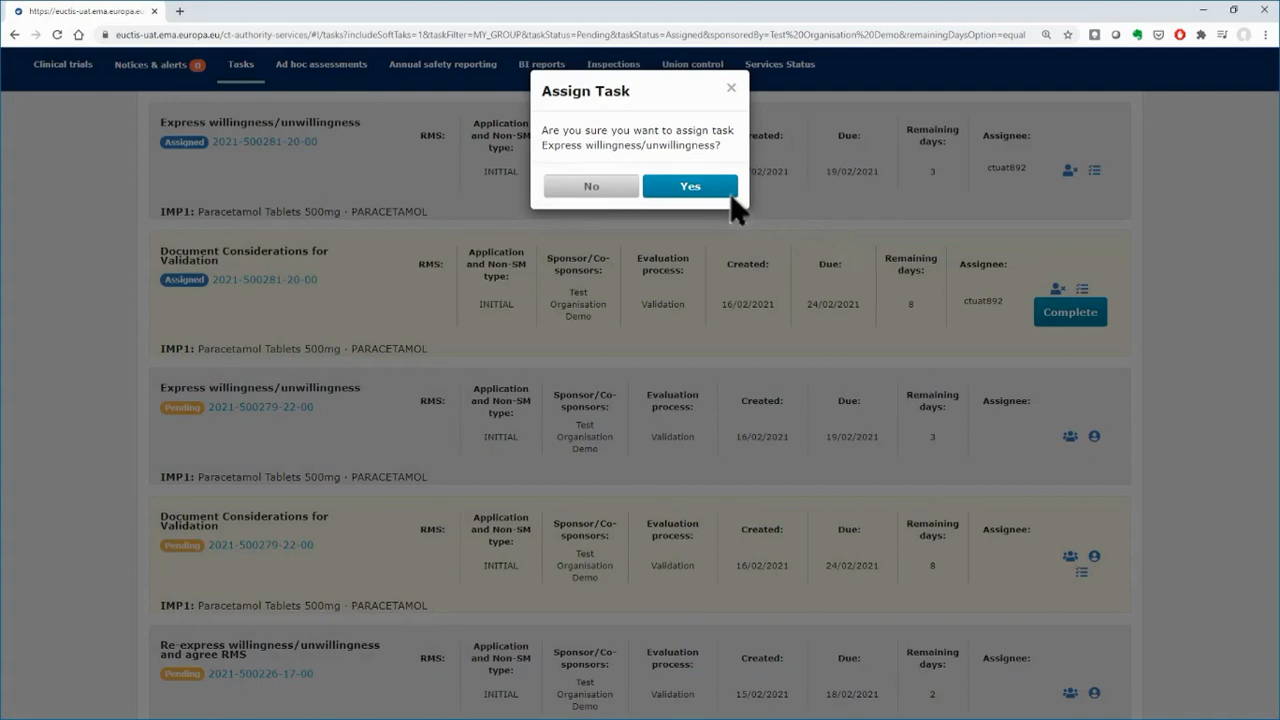 https://euctis-uat.ema.europa.eu
euctis-uat.ema.europa.eu/ct-authority-services/#!/tasks?includeSoftTaks=1&taskFilter=MY_GROUP&taskStatus=Pending&taskStatus=Assigned&sponsoredBy=Test%20Organisation%20Demo&remainingDaysOption=equal
Clinical trials Notices & alerts 0 Tasks Ad hoc assessments Annual safety reporting BI reports Inspections Union control Services Status
Assign Task
Are you sure you want to assign task
Express willingness/unwillingness?
No Yes
Express willingness/unwillingness
Assigned 2021-500281-20-00
RMS:
Application
and Non-SM
type:
INITIAL
Created:
/02/2021
Due:
19/02/2021
Remaining
days:
3
Assignee:
ctuat892
IMP1: Paracetamol Tablets 500mg - PARACETAMOL
Document Considerations for
Validation
Assigned 2021-500281-20-00
RMS:
Application
and Non-SM
type:
INITIAL
Sponsor/Co-
sponsors:
Test
Organisation
Demo
Evaluation
process:
Validation
Created:
16/02/2021
Due:
24/02/2021
Remaining
days:
8
Assignee:
ctuat892
Complete
IMP1: Paracetamol Tablets 500mg - PARACETAMOL
Express willingness/unwillingness
Pending 2021-500279-22-00
RMS:
Application
and Non-SM
type:
INITIAL
Sponsor/Co-
sponsors:
Test
Organisation
Demo
Evaluation
process:
Validation
Created:
16/02/2021
Due:
19/02/2021
Remaining
days:
3
Assignee:
IMP1: Paracetamol Tablets 500mg - PARACETAMOL
Document Considerations for
Validation
Pending 2021-500279-22-00
RMS:
Application
and Non-SM
type:
INITIAL
Sponsor/Co-
sponsors:
Test
Organisation
Demo
Evaluation
process:
Validation
Created:
16/02/2021
Due:
24/02/2021
Remaining
days:
8
Assignee:
IMP1: Paracetamol Tablets 500mg - PARACETAMOL
Re-express willingness/unwillingness
and agree RMS
Pending 2021-500226-17-00
RMS:
Application
and Non-SM
type:
INITIAL
Sponsor/Co-
sponsors:
Test
Organisation
Demo
Evaluation
process:
Validation
Created:
15/02/2021
Due:
18/02/2021
Remaining
days:
2
Assignee: